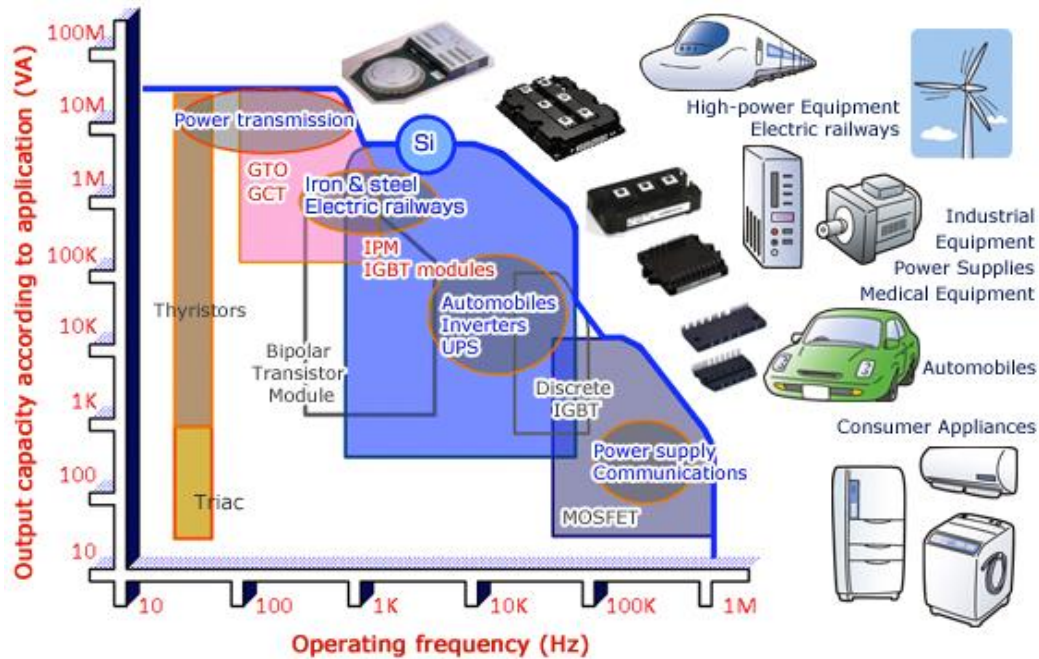 Output capacity according to application (VA)
100M
10M
1M
100K
10K
1K
100
10
10
100
1K
10K
100K
1M
Operating frequency (Hz)
Power transmission
GTO
GCT
Si
Iron & steel
Electric railways
IPM
IGBT modules
Thyristors
Bipolar
Transistor
Module
Automobiles
Inverters
UPS
Discrete
IGBT
Power supply
Communications
MOSFET
Triac
High-power Equipment
Electric railways
Industrial
Equipment
Power Supplies
Medical Equipment
Automobiles
Consumer Appliances